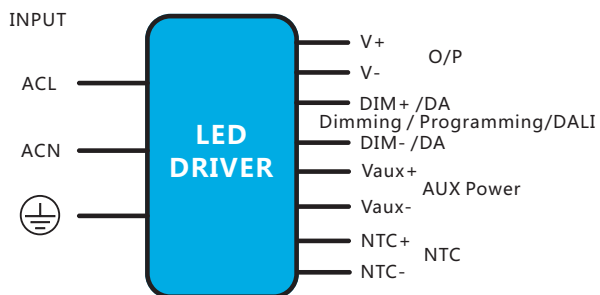 INPUT
ACL
ACN
LED
DRIVER
V+
O/P
V-
DIM+ /DA
Dimming / Programming/DALI
DIM- /DA
Vaux+
AUX Power
Vaux-
NTC+
NTC
NTC-